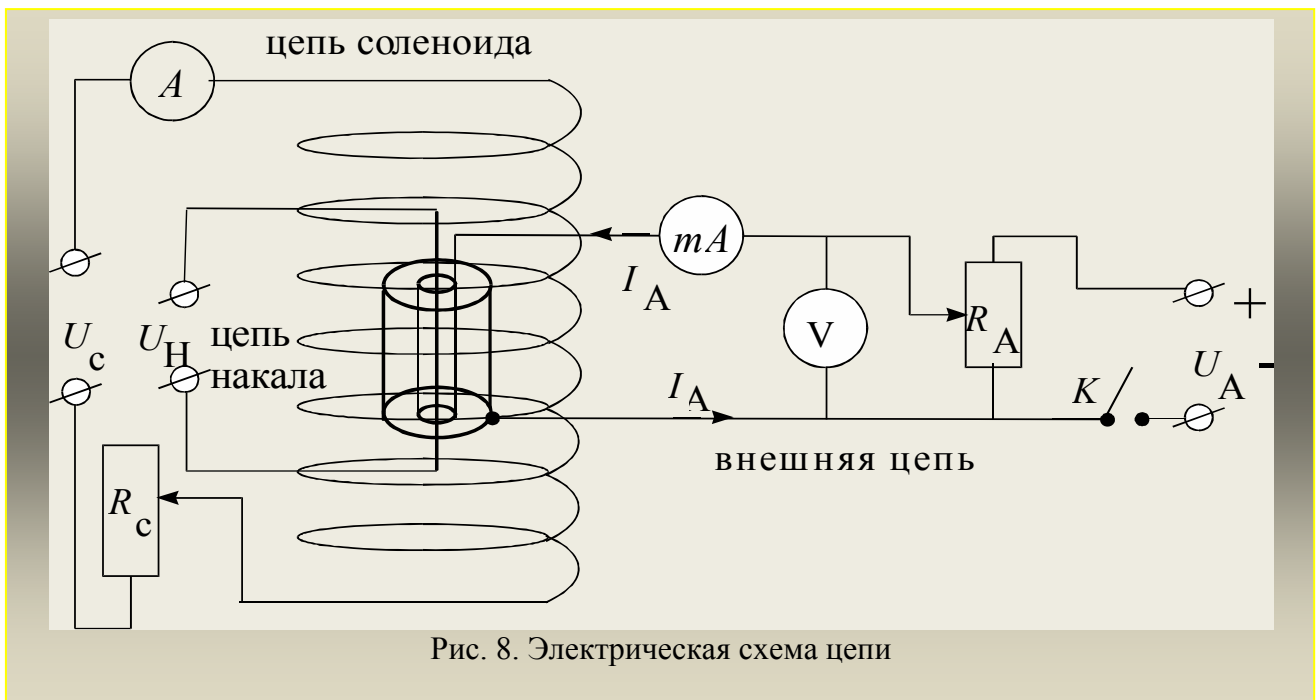 цепь соленоида
A
mA
I A
V
R A
+
-
U A
K
U с
U Н
цепь
накала
I A
внешняя цепь
R с
Рис. 8. Электрическая схема цепи